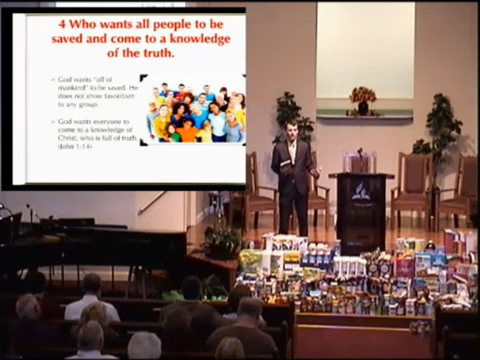 4 Who wants all people to be
saved and come to a knowledge
of the truth.
God wants "all of
mankind" to be saved. He
does not show favoritism
to any group.
God wants everyone to
come to a knowledge of
Christ, who is full of truth.
(John 1:14)